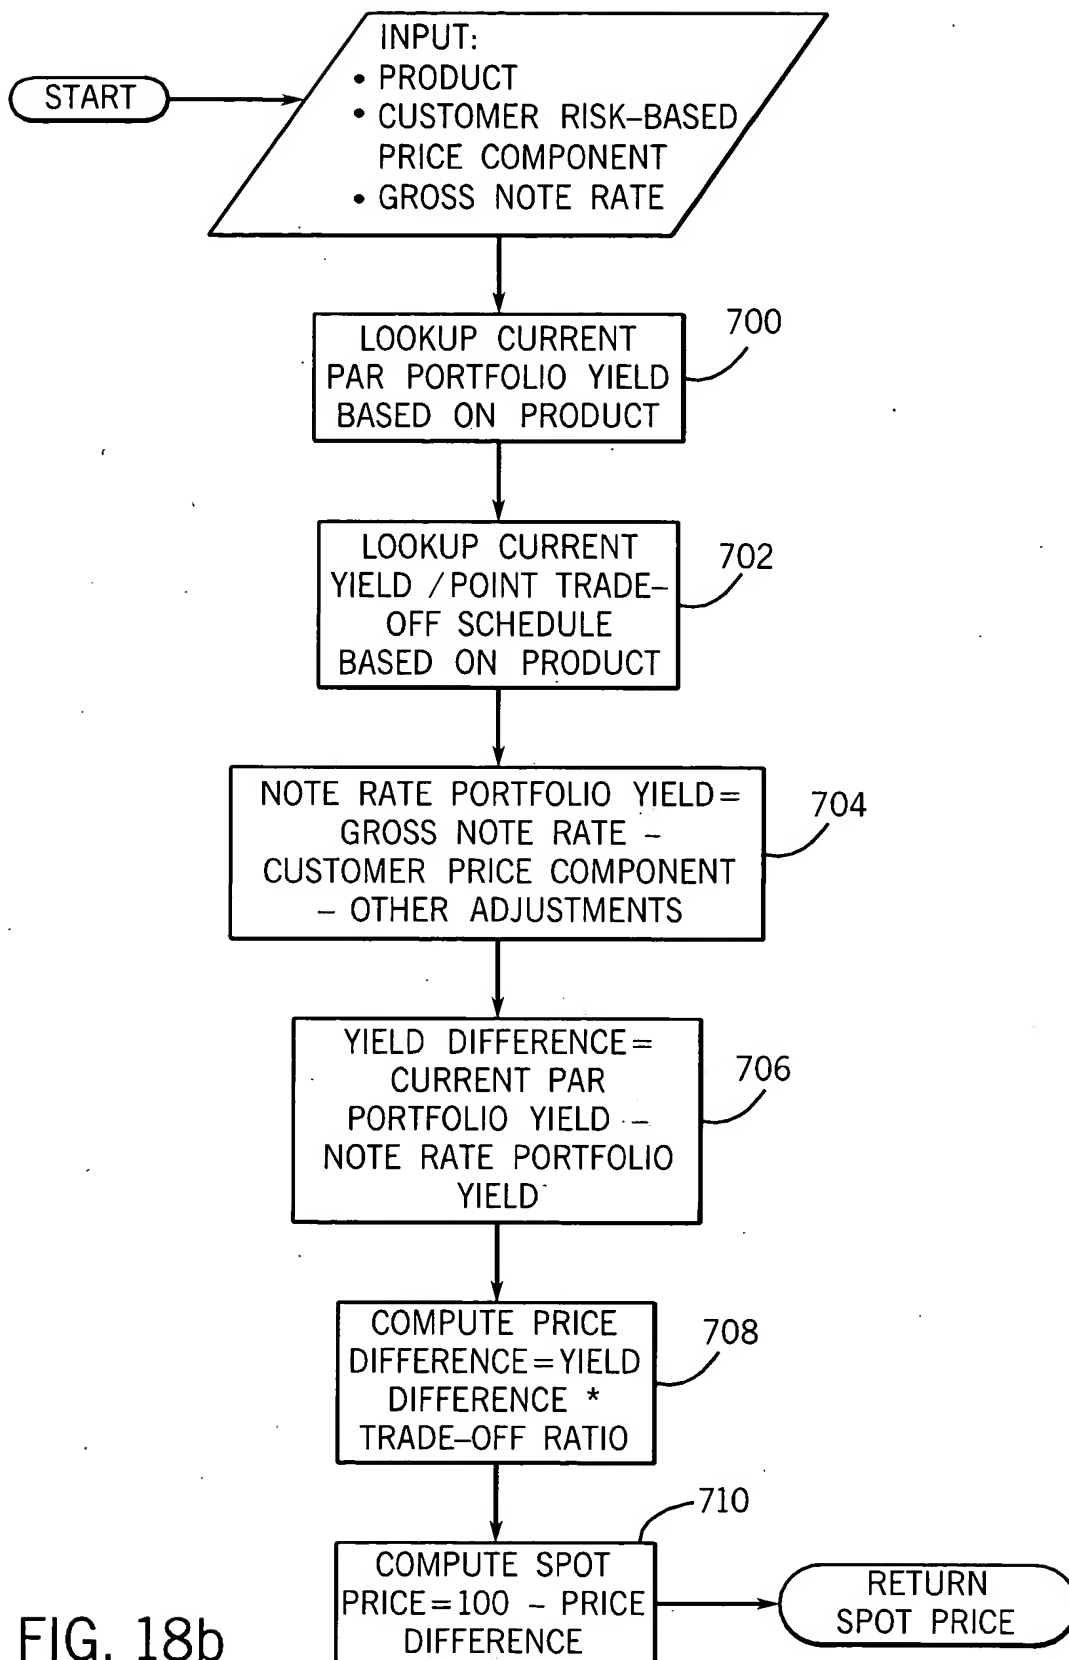 START
INPUT:
• PRODUCT
• CUSTOMER RISK-BASED
PRICE COMPONENT
• GROSS NOTE RATE
LOOKUP CURRENT
PAR PORTFOLIO YIELD
BASED ON PRODUCT
700
LOOKUP CURRENT
YIELD /POINT TRADE-
OFF SCHEDULE
BASED ON PRODUCT
702
NOTE RATE PORTFOLIO YIELD=
GROSS NOTE RATE -
CUSTOMER PRICE COMPONENT
- OTHER ADJUSTMENTS
704
YIELD DIFFERENCE=
CURRENT PAR
PORTFOLIO YIELD -
NOTE RATE PORTFOLIO
YIELD
706
COMPUTE PRICE
DIFFERENCE=YIELD
DIFFERENCE *
TRADE-OFF RATIO
708
COMPUTE SPOT
PRICE=100 - PRICE
DIFFERENCE
710
RETURN
SPOT PRICE
FIG. 18b